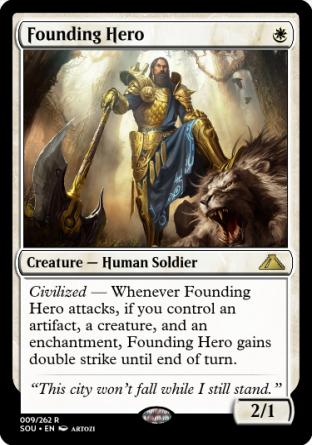 Founding Hero
Creature — Human Soldier
Civilized — Whenever Founding
Hero attacks, if you control an
artifact, a creature, and an
enchantment, Founding Hero gains
double strike until end of turn.
“This city won’t fall while I still stand.”
2/1
009/262 R
SOU • EN ARTOZI